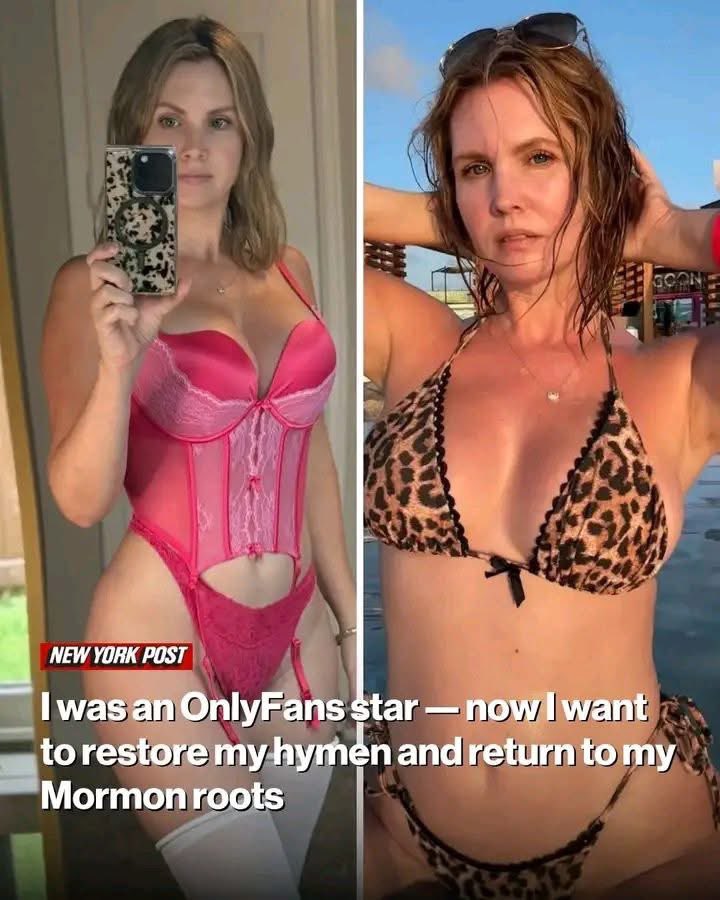 GOON
NEW YORK POST
I was an OnlyFans star — now I want
to restore my hymen and return to my
Mormon roots